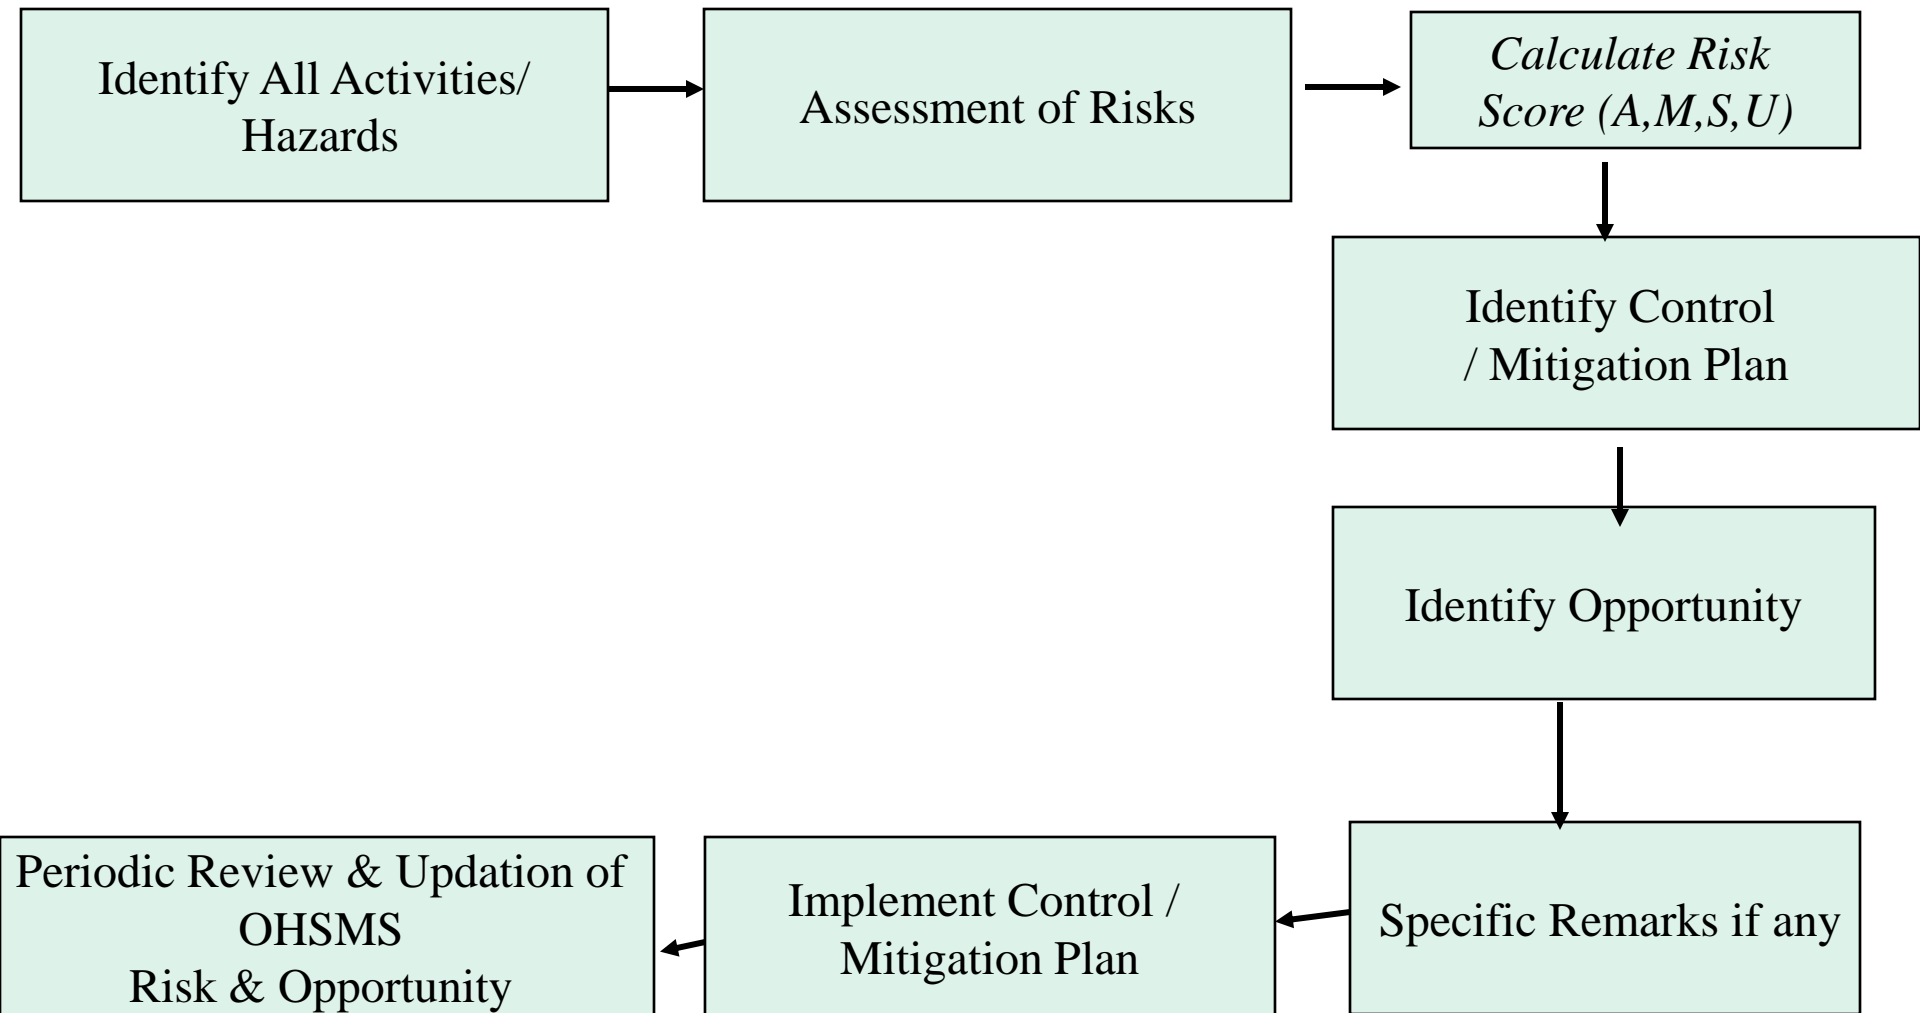 Identify All Activities/
Hazards
Assessment of Risks
Calculate Risk
Score (A,M,S,U)
Identify Control
/ Mitigation Plan
Identify Opportunity
Specific Remarks if any
Implement Control /
Mitigation Plan
Periodic Review & Updation of
OHSMS
Risk & Opportunity